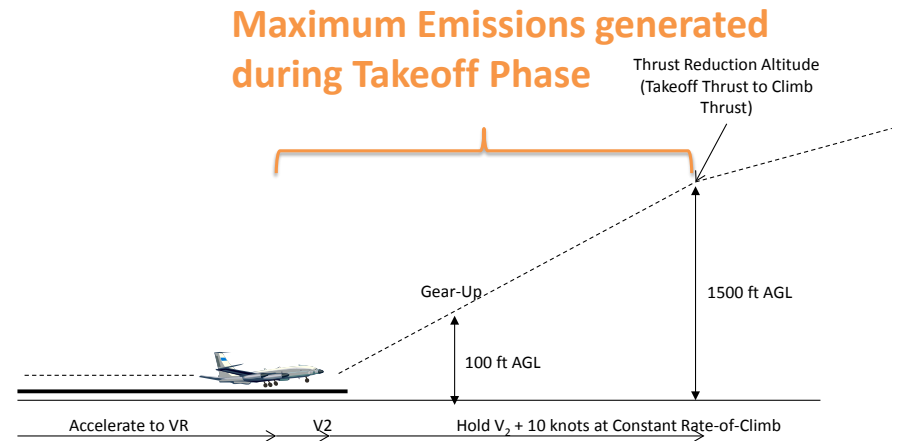 Maximum Emissions generated
during Takeoff Phase
Thrust Reduction Altitude
(Takeoff Thrust to Climb
Thrust)
Gear-Up
1500 ft AGL
100 ft AGL
Accelerate to VR
V2
Hold V₂ + 10 knots at Constant Rate-of-Climb